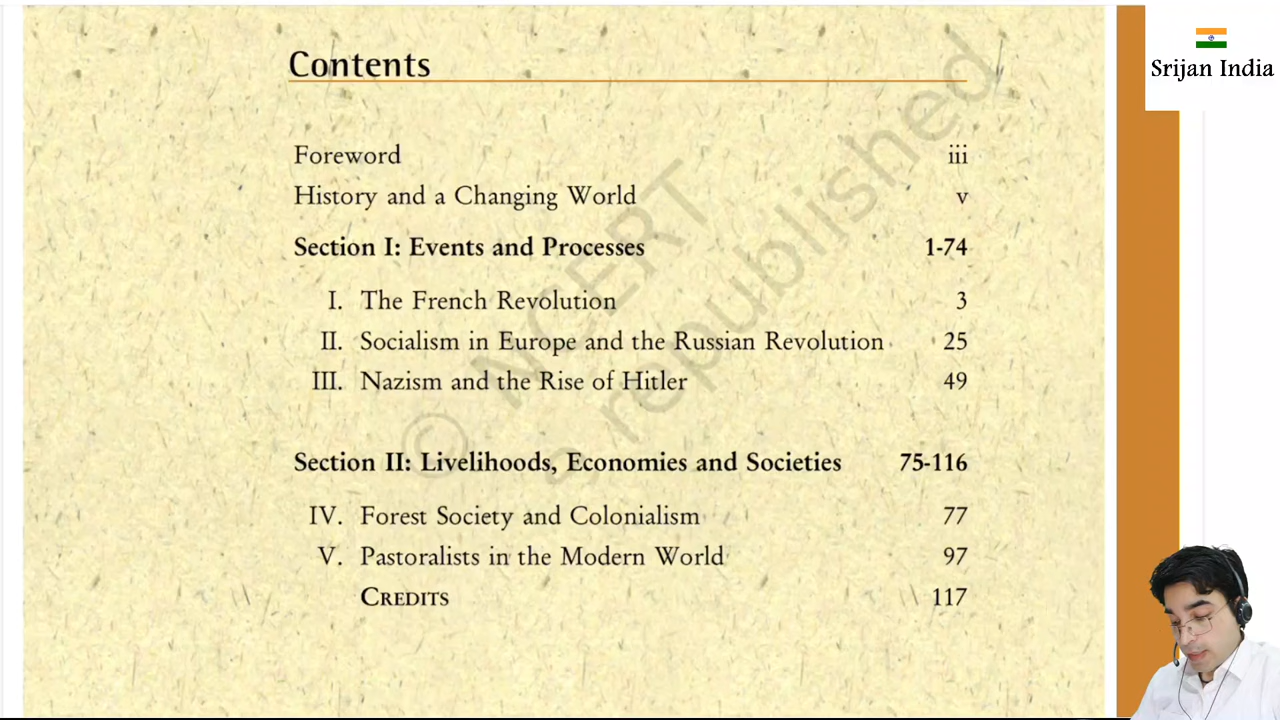 Contents
Srijan India
Foreword iii
History and a Changing World v
Section I: Events and Processes 1-74
I. The French Revolution 3
II. Socialism in Europe and the Russian Revolution 25
III. Nazism and the Rise of Hitler 49
Section II: Livelihoods, Economies and Societies 75-116
IV. Forest Society and Colonialism 77
V. Pastoralists in the Modern World 97
CREDITS 117
© NCERT
republished